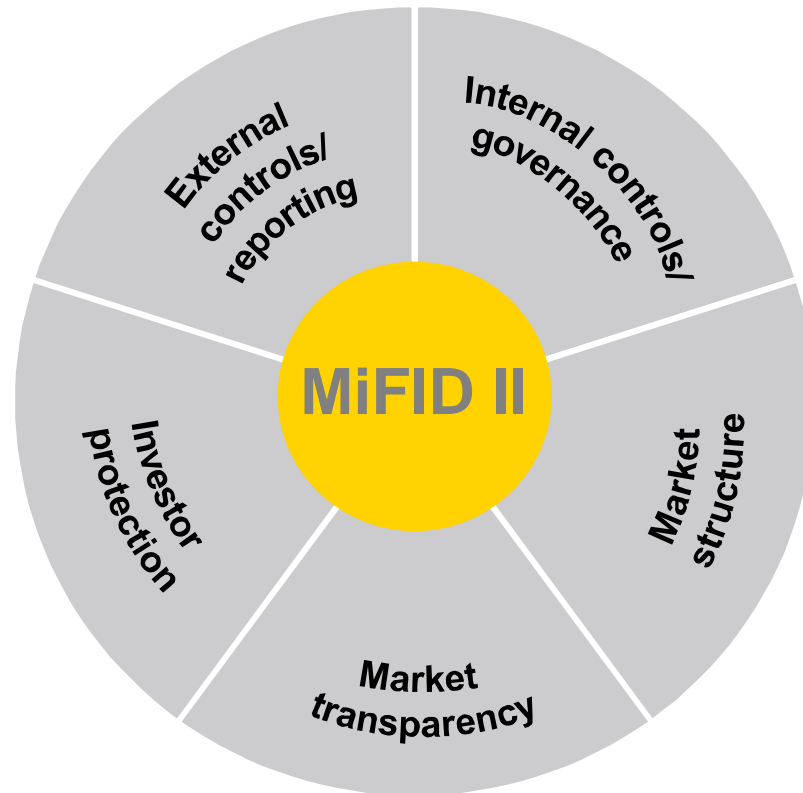 External
controls/
reporting
Internal controls/
governance
MiFID II
Investor
protection
Market
structure
Market
transparency